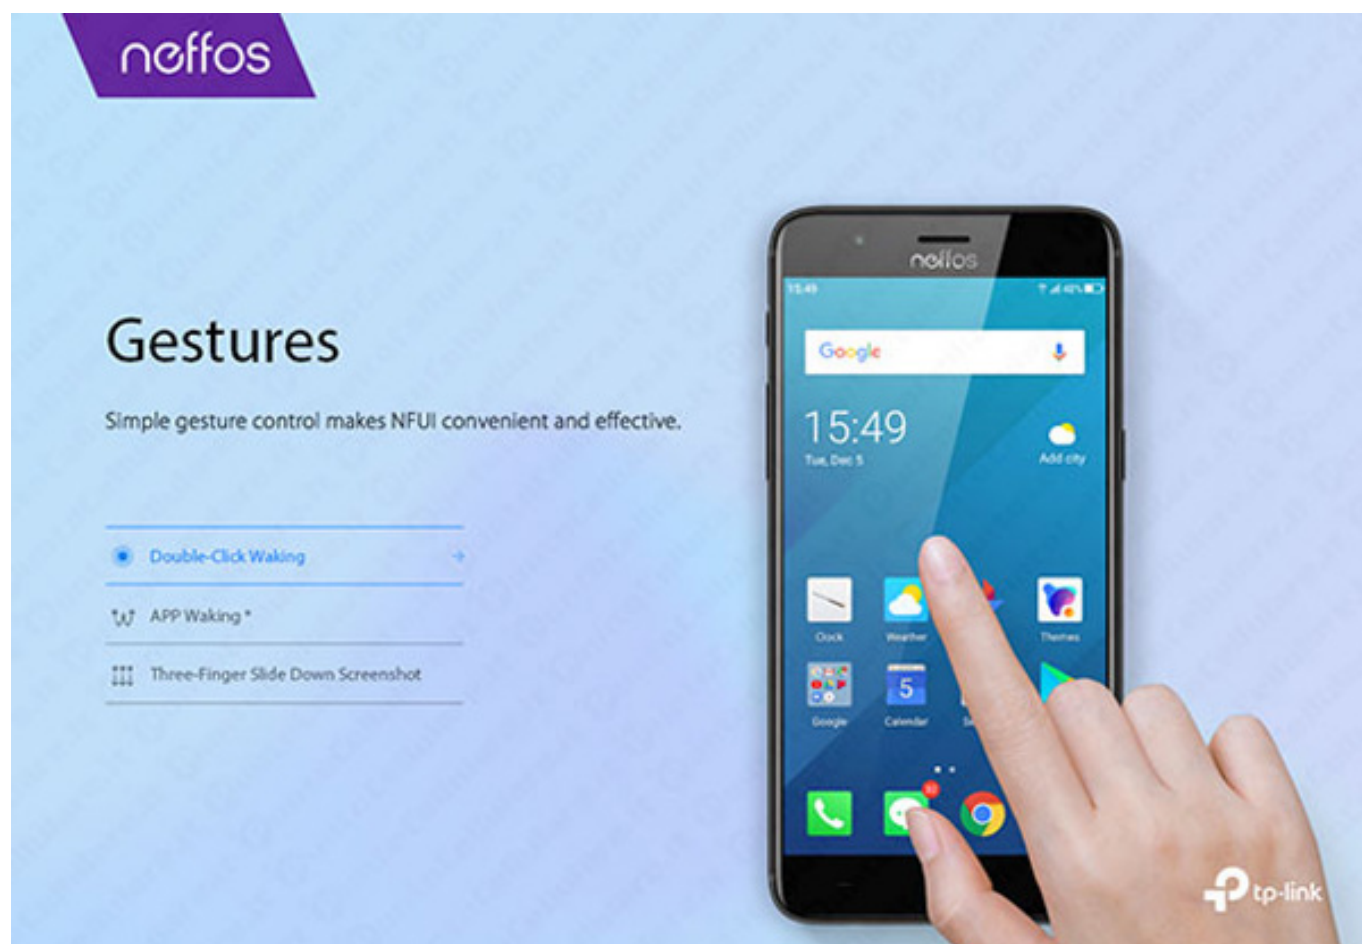 neffos
Gestures
Simple gesture control makes NFUI convenient and effective.
Double-Click Waking
APP Waking *
Three-Finger Slide Down Screenshot
neffos
15:49
Google
15:49
Tue, Dec 5
Add city
Clock
Weather
Themes
5
Google
Calendar
tp-link